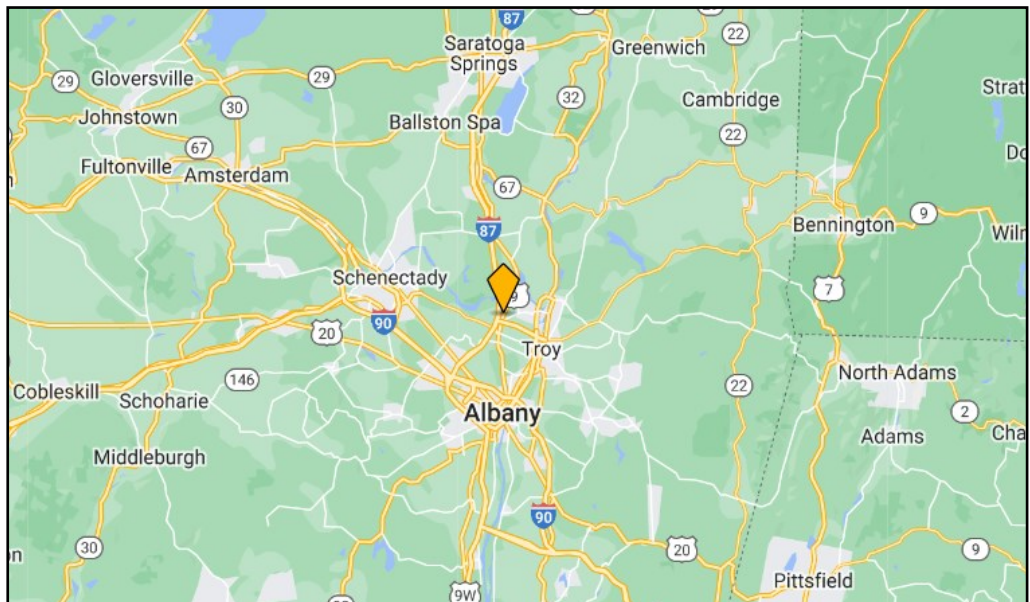 87
Saratoga
Springs
Greenwich
22
29
Gloversville
29
32
Cambridge
Strat
30
Johnstown
Ballston Spa
22
67
Fultonville
Amsterdam
67
Do
9
Bennington
87
Wilr
Schenectady
7
9
90
20
Troy
North Adams
146
22
Cobleskill
Schoharie
2
Albany
Adams
Cha
Middleburgh
90
30
20
9
on
Pittsfield
9W